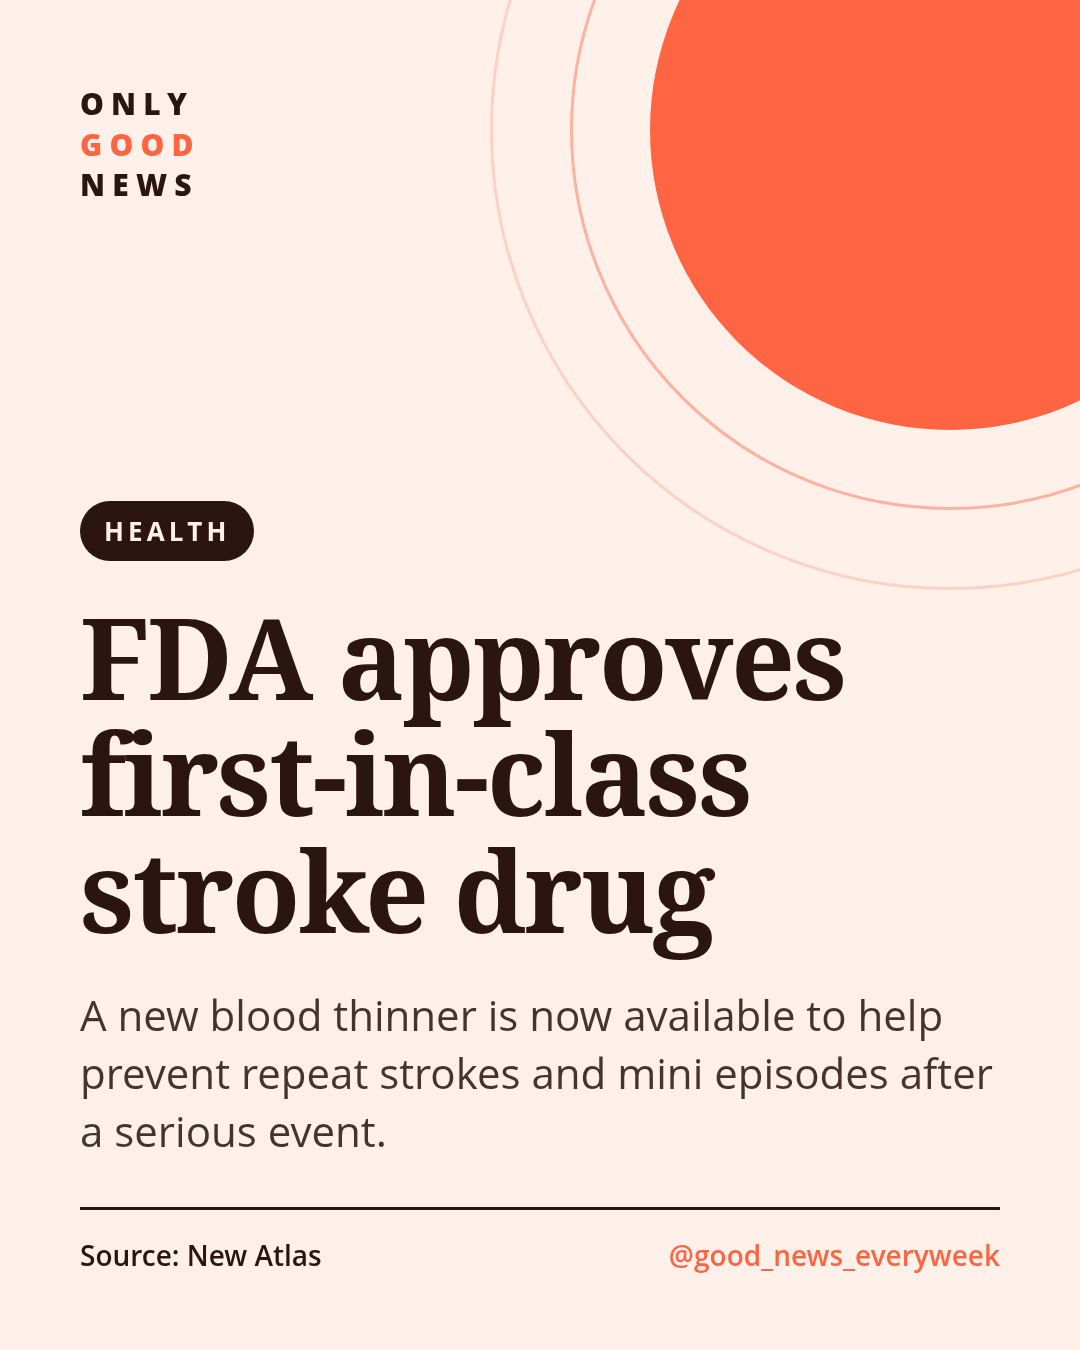 ONLY
GOOD
NEWS
HEALTH
FDA approves
first-in-class
stroke drug
A new blood thinner is now available to help
prevent repeat strokes and mini episodes after
a serious event.
Source: New Atlas
@good_news_everyweek